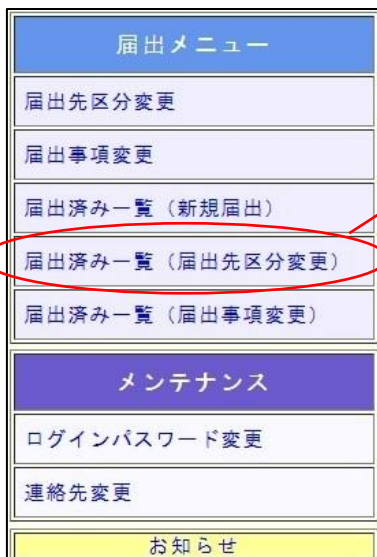 届出メニュー
届出先区分変更
届出事項変更
届出済み一覧（新規届出）
届出済み一覧（届出先区分変更）
届出済み一覧（届出事項変更）
メンテナンス
ログインパスワード変更
連絡先変更
お知らせ